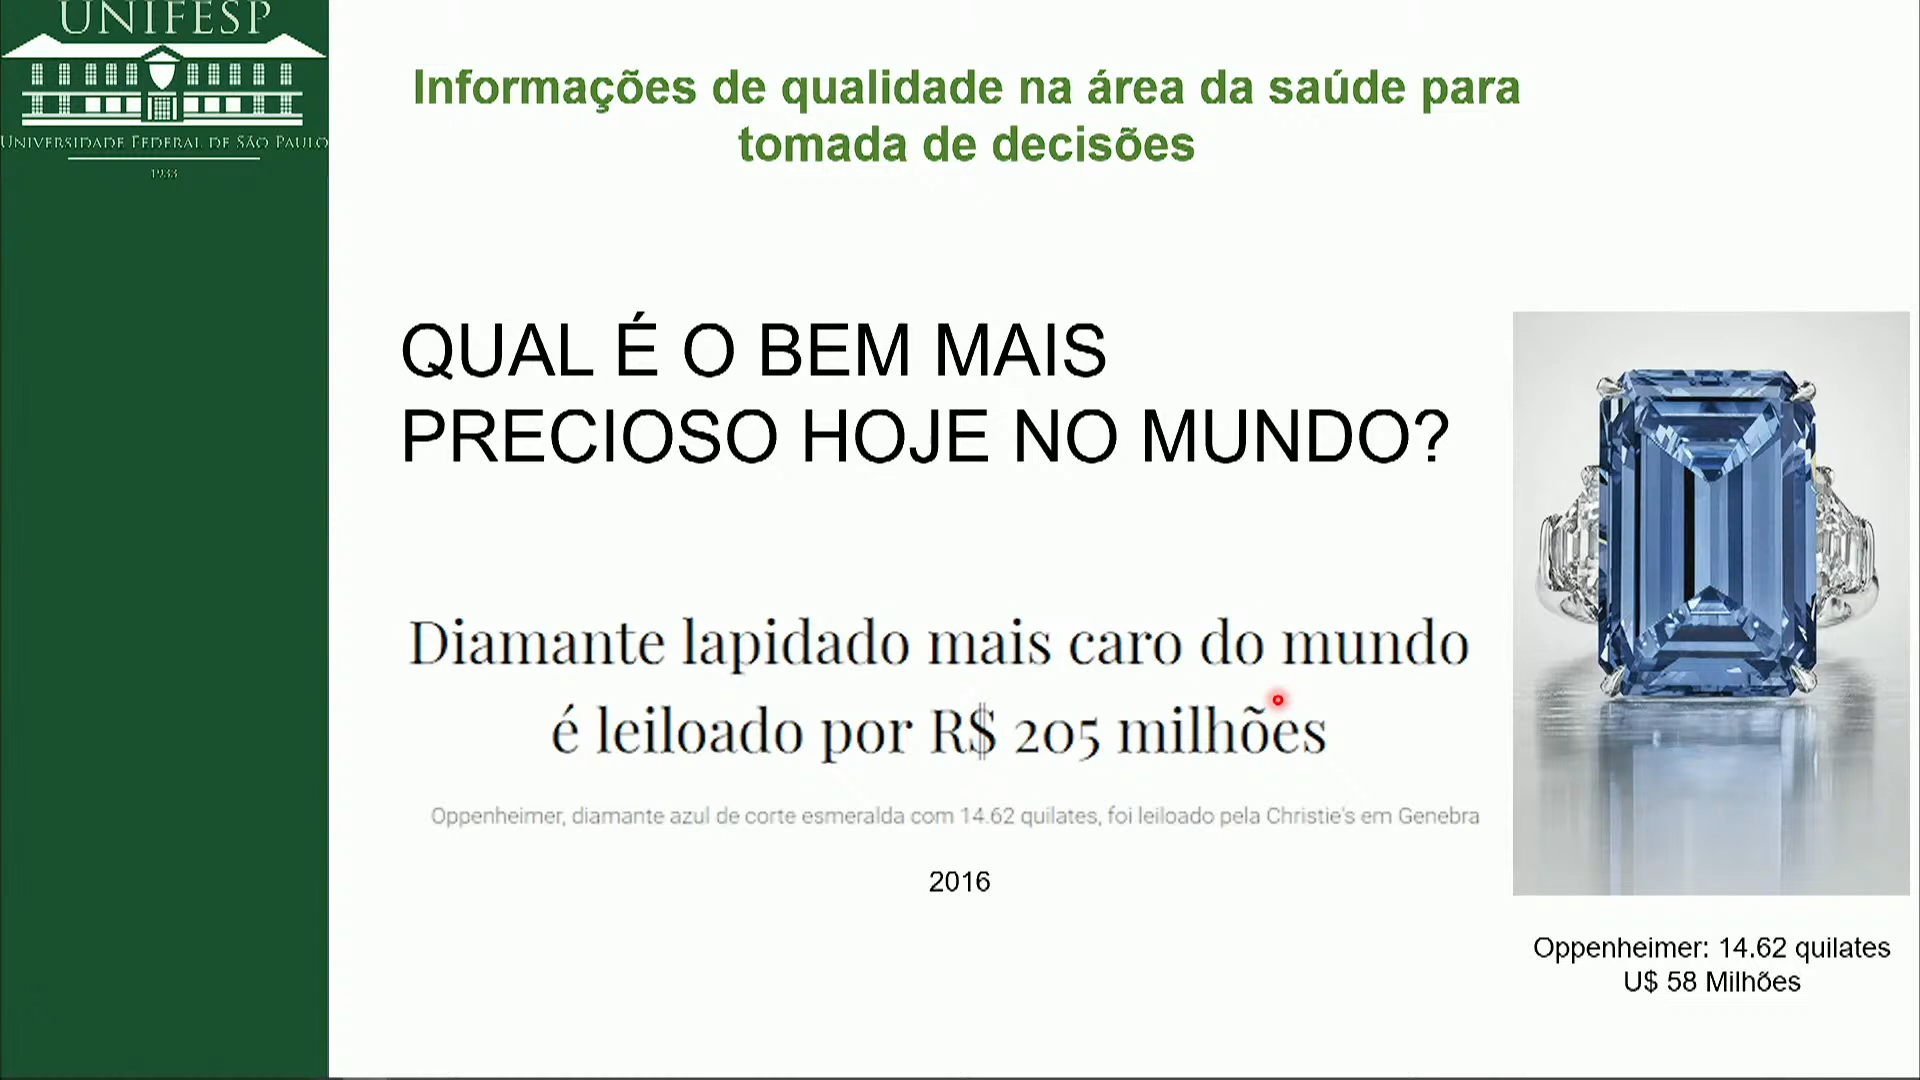 UNIFESP
UNIVERSIDADE FEDERAL DE SÃO PAULO
1933
Informações de qualidade na área da saúde para
tomada de decisões
QUAL É O BEM MAIS
PRECIOSO HOJE NO MUNDO?
Diamante lapidado mais caro do mundo
é leiloado por R$ 205 milhões
Oppenheimer, diamante azul de corte esmeralda com 14.62 quilates, foi leiloado pela Christie's em Genebra
2016
Oppenheimer: 14.62 quilates
U$ 58 Milhões